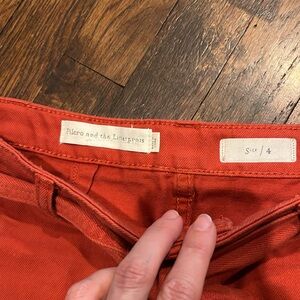 Pilcro and the Letterpress
Size / 4